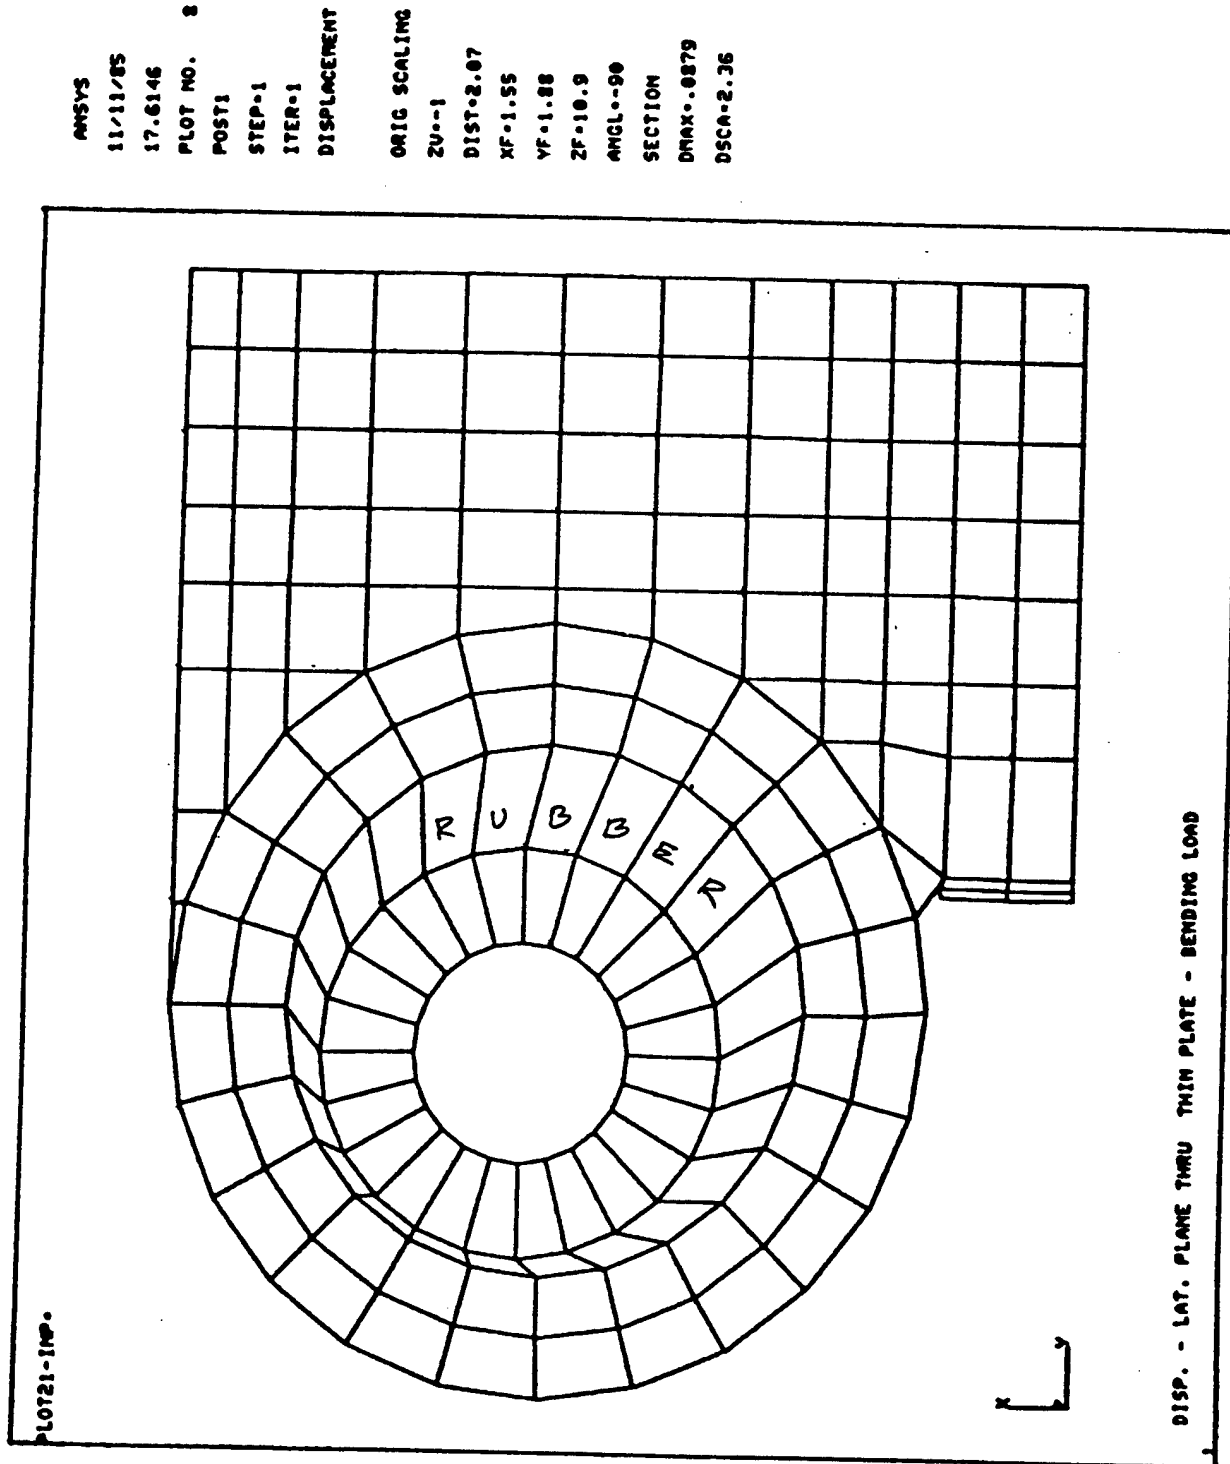 ANSYS
11/11/85
17.6146
PLOT NO. 8
POST1
STEP=1
ITER=1
DISPLACEMENT
ORIG SCALING
ZV=-1
DIST=2.07
XF=1.55
YF=1.88
ZF=10.9
ANGL=-90
SECTION
DMAX=.0879
DSCA=2.36
PLOT21-INP=
RUBBER
X
Y
DISP. - LAT. PLANE THRU THIN PLATE - BENDING LOAD
1